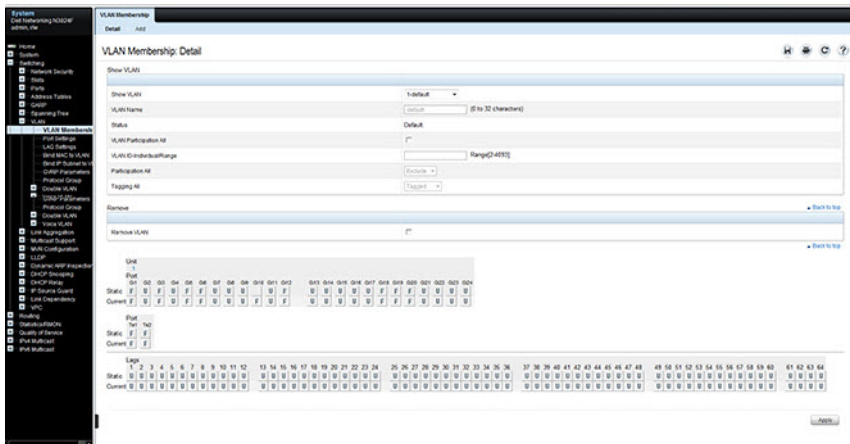 System
Dell Networking N3024F
admin, r/w
Home
System
Switching
Network Security
Slots
Ports
Address Tables
GARP
Spanning Tree
VLAN
VLAN Membersh
Port Settings
LAG Settings
Bind MAC to VLAN
Bind IP Subnet to V
GVRP Parameters
Protocol Group
Double VLAN
Parameters
Protocol Group
Double VLAN
Voice VLAN
Link Aggregation
Multicast Support
MVR Configuration
LLDP
Dynamic ARP Inspection
DHCP Snooping
DHCP Relay
IP Source Guard
Link Dependency
VPC
Routing
Statistics/RMON
Quality of Service
IPv4 Multicast
IPv6 Multicast
VLAN Membership
Detail Add
VLAN Membership: Detail
Show VLAN
Show VLAN 1-default
VLAN Name default (0 to 32 characters)
Status Default
VLAN Participation All
VLAN ID-Individual/Range Range[2-4093]
Participation All Exclude
Tagging All Tagged
Remove Back to top
Remove VLAN
Back to top
Unit
1
Port
Gi1 Gi2 Gi3 Gi4 Gi5 Gi6 Gi7 Gi8 Gi9 Gi10 Gi11 Gi12 Gi13 Gi14 Gi15 Gi16 Gi17 Gi18 Gi19 Gi20 Gi21 Gi22 Gi23 Gi24
Static
Current
Port
Te1 Te2
Static F F
Current F F
Lags
1 2 3 4 5 6 7 8 9 10 11 12 13 14 15 16 17 18 19 20 21 22 23 24 25 26 27 28 29 30 31 32 33 34 35 36 37 38 39 40 41 42 43 44 45 46 47 48 49 50 51 52 53 54 55 56 57 58 59 60 61 62 63 64
Static U U U U U U U U U U U U U U U U U U U U U U U U U U U U U U U U U U U U U U U U U U U U U U U U U U U U U U U U U U U U U U U U
Current U U U U U U U U U U U U U U U U U U U U U U U U U U U U U U U U U U U U U U U U U U U U U U U U U U U U U U U U U U U U U U U U
Apply